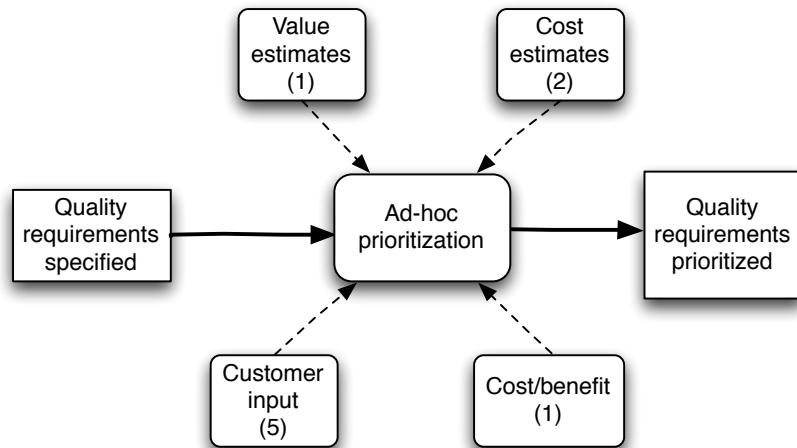 Value
estimates
(1)
Cost
estimates
(2)
Quality
requirements
specified
Ad-hoc
prioritization
Quality
requirements
prioritized
Customer
input
(5)
Cost/benefit
(1)